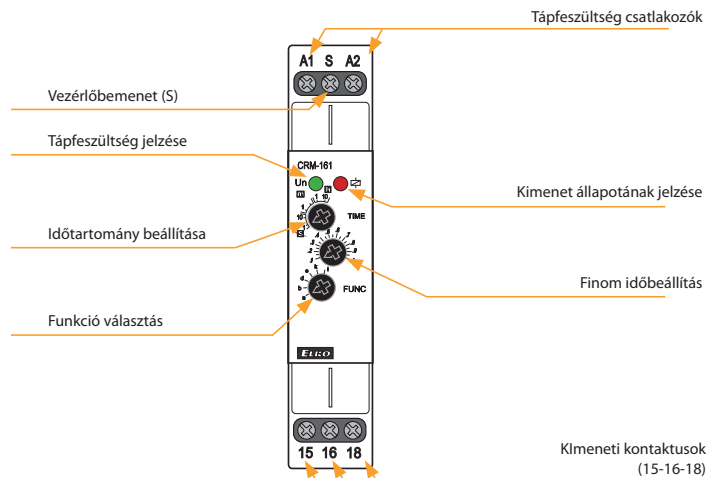 Tápfeszültség csatlakozók
A1 S A2
Vezérlőbemenet (S)
Tápfeszültség jelzése
CRM-161
Un
Kimenet állapotának jelzése
TIME
Időtartomány beállítása
Finom időbeállítás
FUNC
Funkció választás
ELKO
15 16 18
KImeneti kontaktusok
(15-16-18)